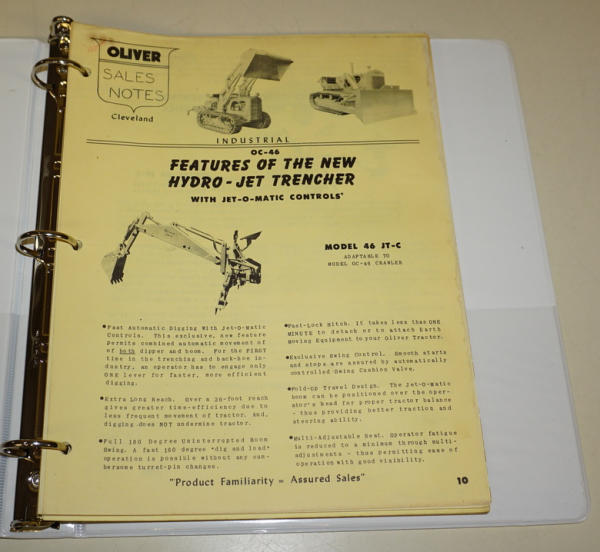 OLIVER
SALES
NOTES
Cleveland
INDUSTRIAL
OC-46
FEATURES OF THE NEW
HYDRO-JET TRENCHER
WITH JET-O-MATIC CONTROLS"
MODEL 46 JT-C
ADAPTABLE TO
MODEL OC-46 CRAWLER
•Fast Automatic Digging With Jet-O-Matic
Controls. This exclusive, new feature
permits combined automatic movement of
of both dipper and boom. For the FIRST
time in the trenching and back-hoe in-
dustry, an operator has to engage only
ONE lever for faster, more efficient
digging.
•Extra Long Reach. Over a 20-foot reach
gives greater time-efficiency due to
less frequent movement of tractor. And,
digging does NOT undermine tractor.
•Full 180 Degree Uninterrupted Boom
Swing. A fast 180 degree "dig and load"
operation is possible without any cum-
bersome turret-pin changes.
•Fast-Lock Hitch. It takes less than ONE
MINUTE to detach or to attach Earth
moving Equipment to your Oliver Tractor.
•Exclusive Swing Control. Smooth starts
and stops are assured by automatically
controlled Swing Cushion Valve.
•Fold-Up Travel Design. The Jet-O-Matic
boom can be positioned over the oper-
ator's head for proper tractor balance
- thus providing better traction and
steering ability.
•Multi-Adjustable Seat. Operator fatigue
is reduced to a minimum through multi-
adjustments - thus permitting ease of
operation with good visibility.
"Product Familiarity = Assured Sales"
10